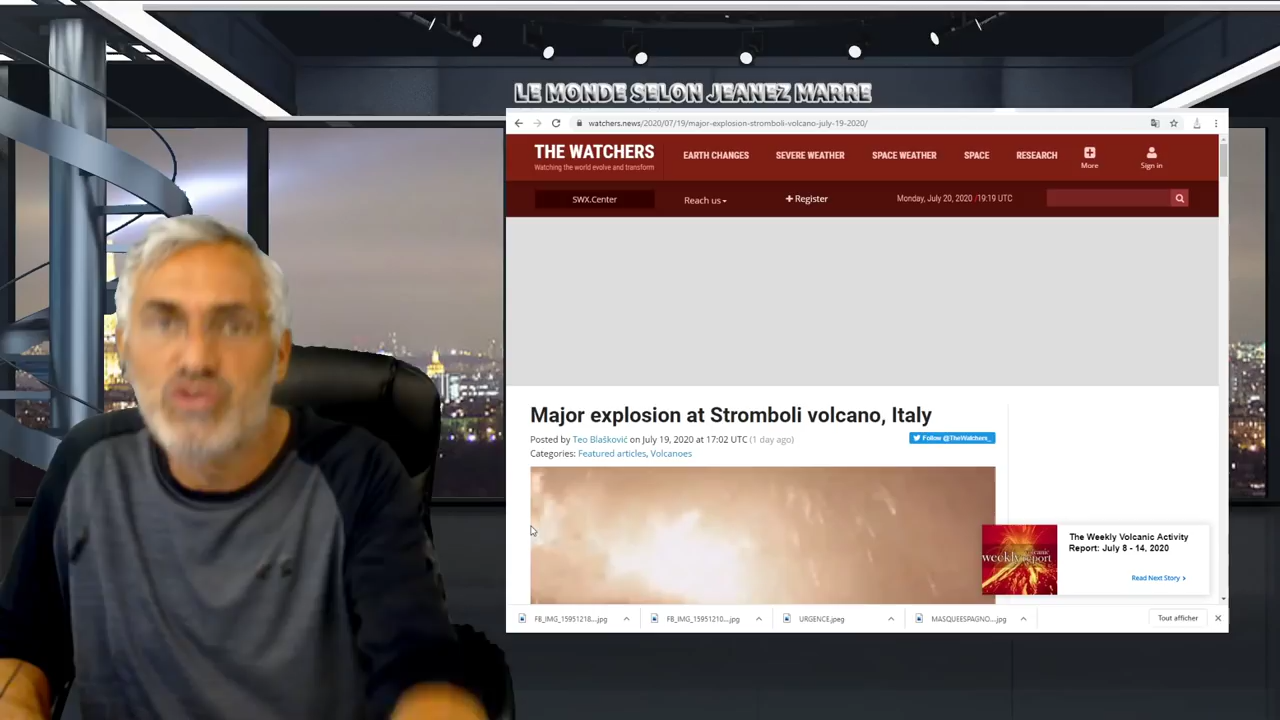 LE MONDE SELON JEANEZ MARRE
watchers.news/2020/07/19/major-explosion-stromboli-volcano-july-19-2020/
THE WATCHERS
Watching the world evolve and transform
EARTH CHANGES
SEVERE WEATHER
SPACE WEATHER
SPACE
RESEARCH
More
Sign in
SWX.Center
Reach us
+ Register
Monday, July 20, 2020 / 19:19 UTC
Major explosion at Stromboli volcano, Italy
Posted by Teo Blašković on July 19, 2020 at 17:02 UTC (1 day ago)
Follow @TheWatchers_
Categories: Featured articles, Volcanoes
weekly volcanic report
The Weekly Volcanic Activity
Report: July 8 - 14, 2020
Read Next Story >
FB_IMG_15951218....jpg
FB_IMG_15951210....jpg
URGENCE.jpeg
MASQUEESPAGNO....jpg
Tout afficher